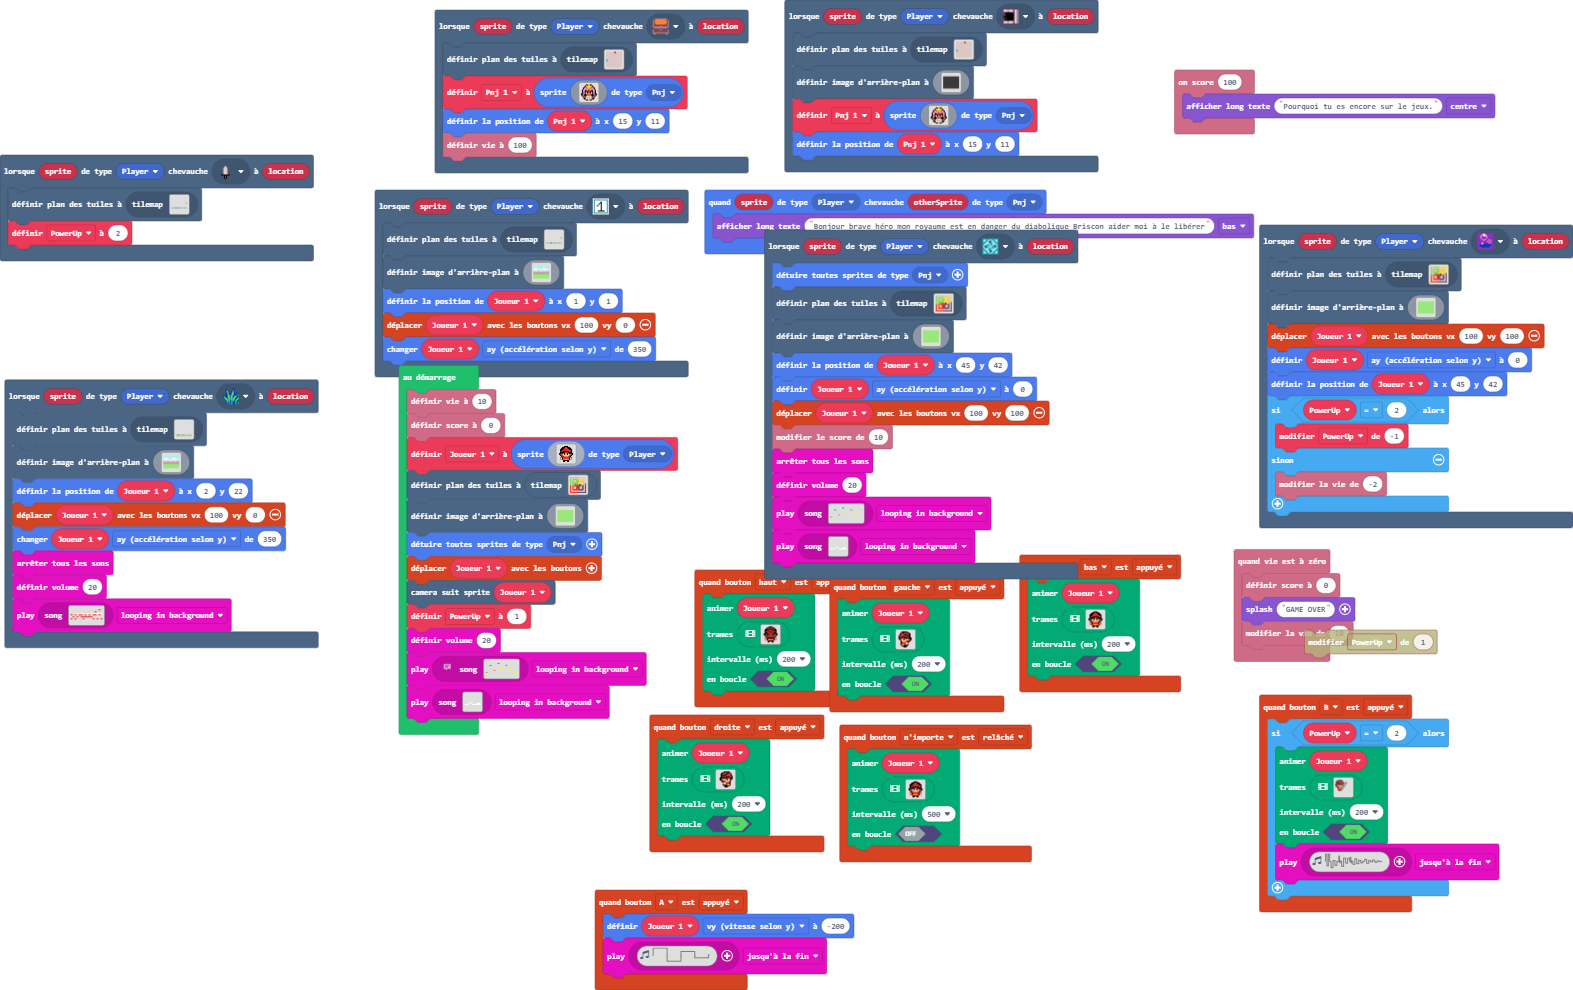 lorsque sprite de type Player chevauche à location
définir plan des tuiles à tilemap
définir Pnj 1 à sprite de type Pnj
définir la position de Pnj 1 à x 15 y 11
définir vie à 100
lorsque sprite de type Player chevauche à location
définir plan des tuiles à tilemap
définir image d'arrière-plan à
définir Pnj 1 à sprite de type Pnj
définir la position de Pnj 1 à x 15 y 11
on score 100
afficher long texte "Pourquoi tu es encore sur le jeux." centre
lorsque sprite de type Player chevauche à location
définir plan des tuiles à tilemap
définir PowerUp à 2
lorsque sprite de type Player chevauche 1 à location
définir plan des tuiles à tilemap
définir image d'arrière-plan à
définir la position de Joueur 1 à x 1 y 1
déplacer Joueur 1 avec les boutons vx 100 vy 0
changer Joueur 1 ay (accélération selon y) de 350
quand sprite de type Player chevauche otherSprite de type Pnj
afficher long texte "Bonjour brave héro mon royaume est en danger du diabolique Briscon aider moi à le libérer" bas
lorsque sprite de type Player chevauche à location
détuire toutes sprites de type Pnj
définir plan des tuiles à tilemap
définir image d'arrière-plan à
définir la position de Joueur 1 à x 45 y 42
définir Joueur 1 ay (accélération selon y) à 0
déplacer Joueur 1 avec les boutons vx 100 vy 100
modifier le score de 10
arrêter tous les sons
définir volume 20
play song looping in background
play song looping in background
lorsque sprite de type Player chevauche à location
définir plan des tuiles à tilemap
définir image d'arrière-plan à
déplacer Joueur 1 avec les boutons vx 100 vy 100
définir Joueur 1 ay (accélération selon y) à 0
définir la position de Joueur 1 à x 45 y 42
si PowerUp = 2 alors
modifier PowerUp de -1
sinon
modifier la vie de -2
lorsque sprite de type Player chevauche à location
définir plan des tuiles à tilemap
définir image d'arrière-plan à
définir la position de Joueur 1 à x 2 y 22
déplacer Joueur 1 avec les boutons vx 100 vy 0
changer Joueur 1 ay (accélération selon y) de 350
arrêter tous les sons
définir volume 20
play song looping in background
au démarrage
définir vie à 10
définir score à 0
définir Joueur 1 à sprite de type Player
définir plan des tuiles à tilemap
définir image d'arrière-plan à
détuire toutes sprites de type Pnj
déplacer Joueur 1 avec les boutons
camera suit sprite Joueur 1
définir PowerUp à 1
définir volume 20
play song looping in background
play song looping in background
quand bouton haut est app
animer Joueur 1
trames
intervalle (ms) 200
en boucle ON
quand bouton gauche est appuyé
animer Joueur 1
trames
intervalle (ms) 200
en boucle ON
bas est appuyé
animer Joueur 1
trames
intervalle (ms) 200
en boucle ON
quand vie est à zéro
définir score à 0
splash "GAME OVER"
modifier la vie de
modifier PowerUp de 1
quand bouton droite est appuyé
animer Joueur 1
trames
intervalle (ms) 200
en boucle ON
quand bouton n'importe est relâché
animer Joueur 1
trames
intervalle (ms) 500
en boucle OFF
quand bouton B est appuyé
si PowerUp = 2 alors
animer Joueur 1
trames
intervalle (ms) 200
en boucle ON
play jusqu'à la fin
quand bouton A est appuyé
définir Joueur 1 vy (vitesse selon y) à -200
play jusqu'à la fin